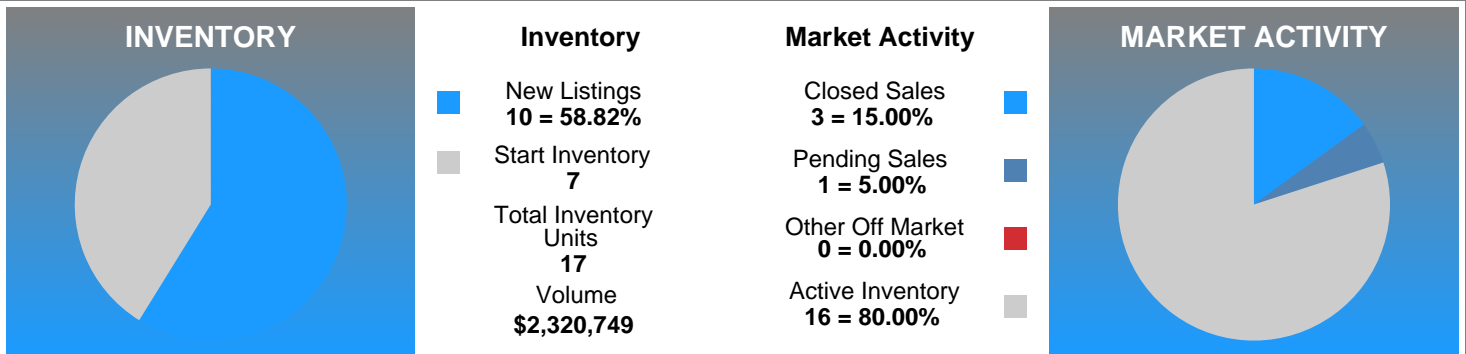 INVENTORY
Inventory
New Listings
10 = 58.82%
Start Inventory
7
Total Inventory
Units
17
Volume
$2,320,749
Market Activity
Closed Sales
3 = 15.00%
Pending Sales
1 = 5.00%
Other Off Market
0 = 0.00%
Active Inventory
16 = 80.00%
MARKET ACTIVITY